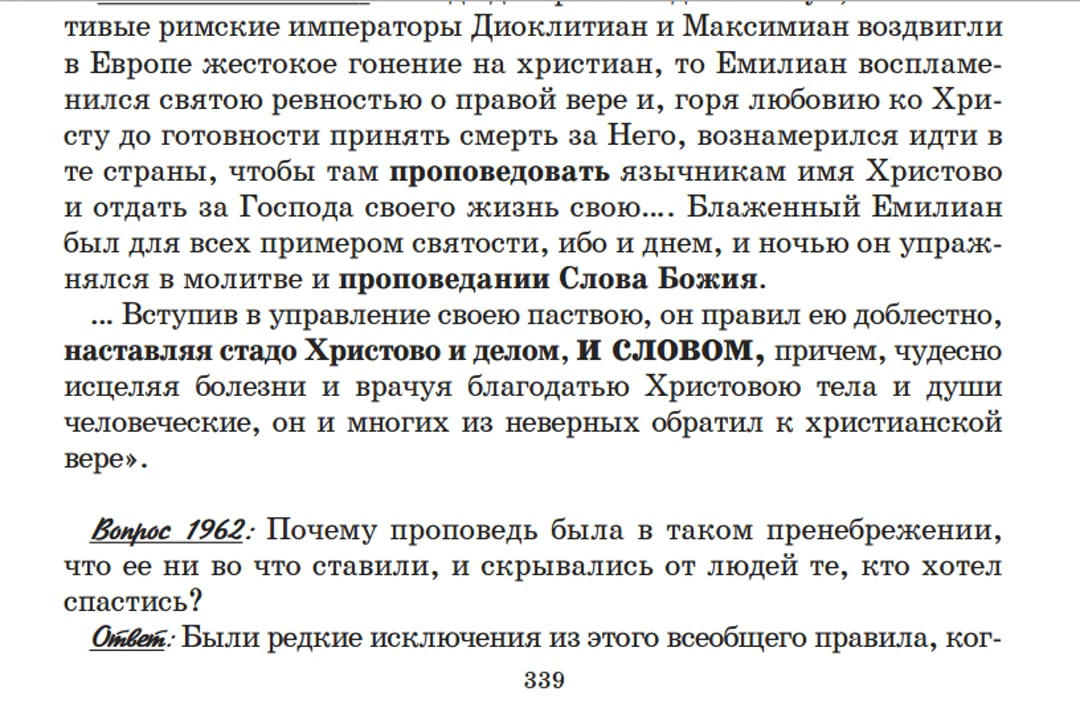 тивые римские императоры Диоклитиан и Максимиан воздвигли
в Европе жестокое гонение на христиан, то Емилиан воспламе-
нился святою ревностью о правой вере и, горя любовию ко Хри-
сту до готовности принять смерть за Него, вознамерился идти в
те страны, чтобы там проповедовать язычникам имя Христово
и отдать за Господа своего жизнь свою.... Блаженный Емилиан
был для всех примером святости, ибо и днем, и ночью он упраж-
нялся в молитве и проповедании Слова Божия.
... Вступив в управление своею паствою, он правил ею доблестно,
наставляя стадо Христово и делом, И СЛОВОМ, причем, чудесно
исцеляя болезни и врачуя благодатью Христовою тела и души
человеческие, он и многих из неверных обратил к христианской
вере».
Вопрос 1962: Почему проповедь была в таком пренебрежении,
что ее ни во что ставили, и скрывались от людей те, кто хотел
спастись?
Ответ: Были редкие исключения из этого всеобщего правила, ког-
339